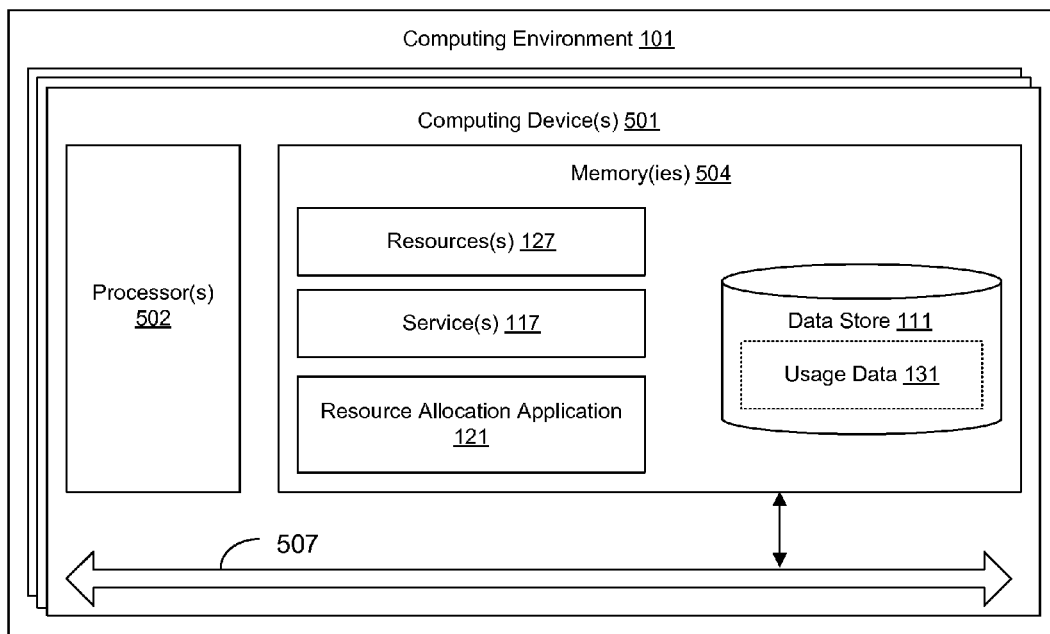 Computing Environment 101
Computing Device(s) 501
Memory(ies) 504
Resources(s) 127
Processor(s)
502
Service(s) 117
Data Store 111
Usage Data 131
Resource Allocation Application
121
507